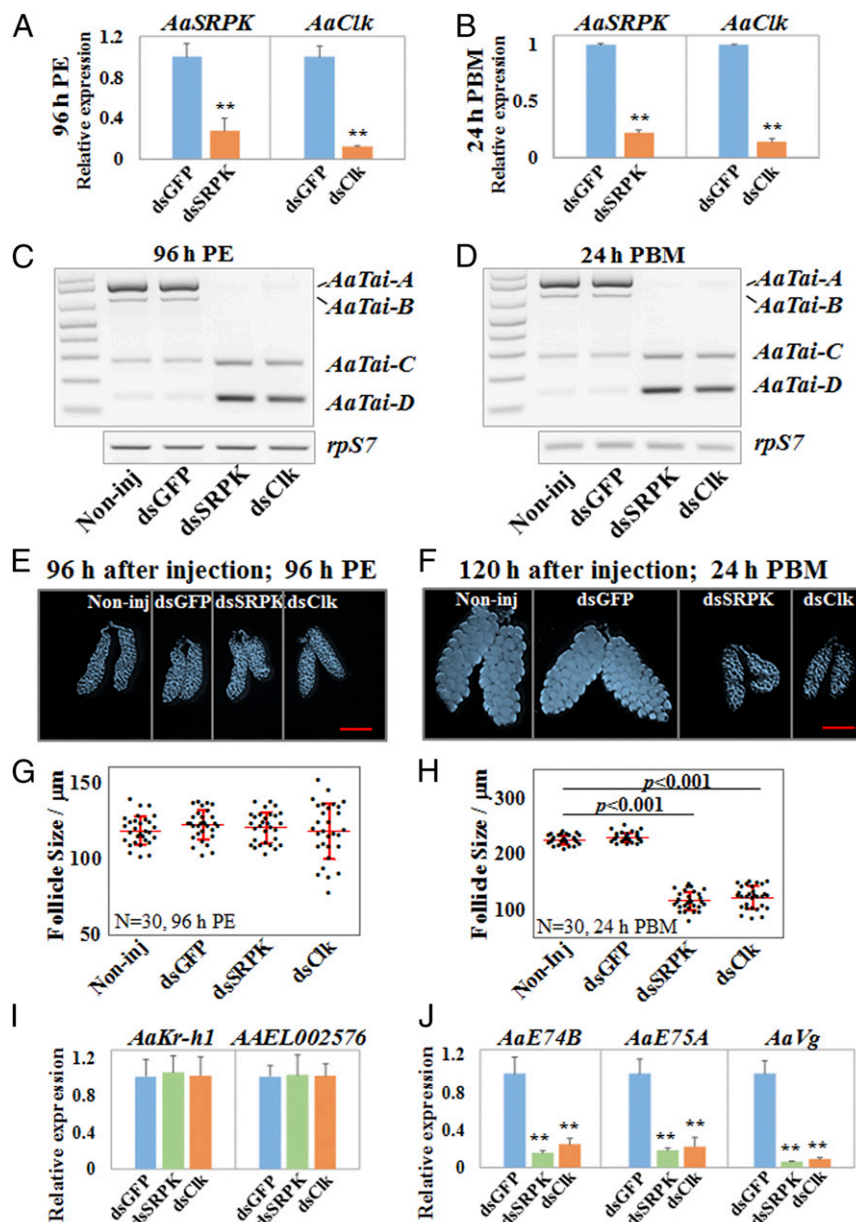 A
AaSRPK AaClk
96 h PE
Relative expression
1.2
0.8
0.4
0
**
**
dsGFP
dsSRPK
dsGFP
dsClk
B
AaSRPK AaClk
24 h PBM
Relative expression
1
0.5
0
**
**
dsGFP
dsSRPK
dsGFP
dsClk
C
96 h PE
AaTai-A
AaTai-B
AaTai-C
AaTai-D
rpS7
Non-inj
dsGFP
dsSRPK
dsClk
D
24 h PBM
AaTai-A
AaTai-B
AaTai-C
AaTai-D
rpS7
Non-inj
dsGFP
dsSRPK
dsClk
E
96 h after injection; 96 h PE
Non-inj dsGFP dsSRPK dsClk
F
120 h after injection; 24 h PBM
Non-inj dsGFP dsSRPK dsClk
G
Follicle Size / μm
150
100
50
N=30, 96 h PE
Non-inj
dsGFP
dsSRPK
dsClk
H
Follicle Size / μm
300
200
100
p<0.001
p<0.001
N=30, 24 h PBM
Non-Inj
dsGFP
dsSRPK
dsClk
I
AaKr-h1 AAEL002576
Relative expression
1.2
0.8
0.4
0
dsGFP
dsSRPK
dsClk
dsGFP
dsSRPK
dsClk
J
AaE74B AaE75A AaVg
Relative expression
1.2
0.8
0.4
0
** **
** **
** **
dsGFP
dsSRPK
dsClk
dsGFP
dsSRPK
dsClk
dsGFP
dsSRPK
dsClk